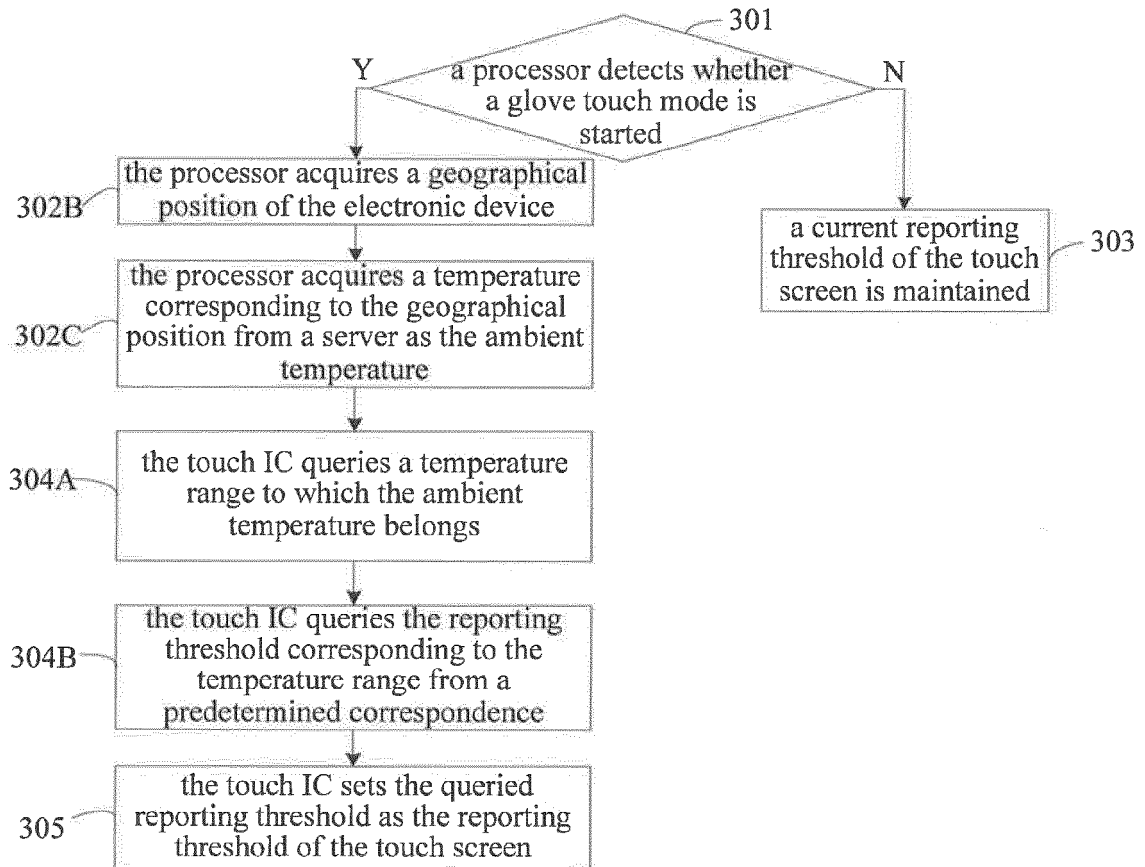 301
a processor detects whether
a glove touch mode is
started
Y
N
302B
the processor acquires a geographical
position of the electronic device
a current reporting
threshold of the touch
screen is maintained
303
302C
the processor acquires a temperature
corresponding to the geographical
position from a server as the ambient
temperature
304A
the touch IC queries a temperature
range to which the ambient
temperature belongs
304B
the touch IC queries the reporting
threshold corresponding to the
temperature range from a
predetermined correspondence
305
the touch IC sets the queried
reporting threshold as the reporting
threshold of the touch screen